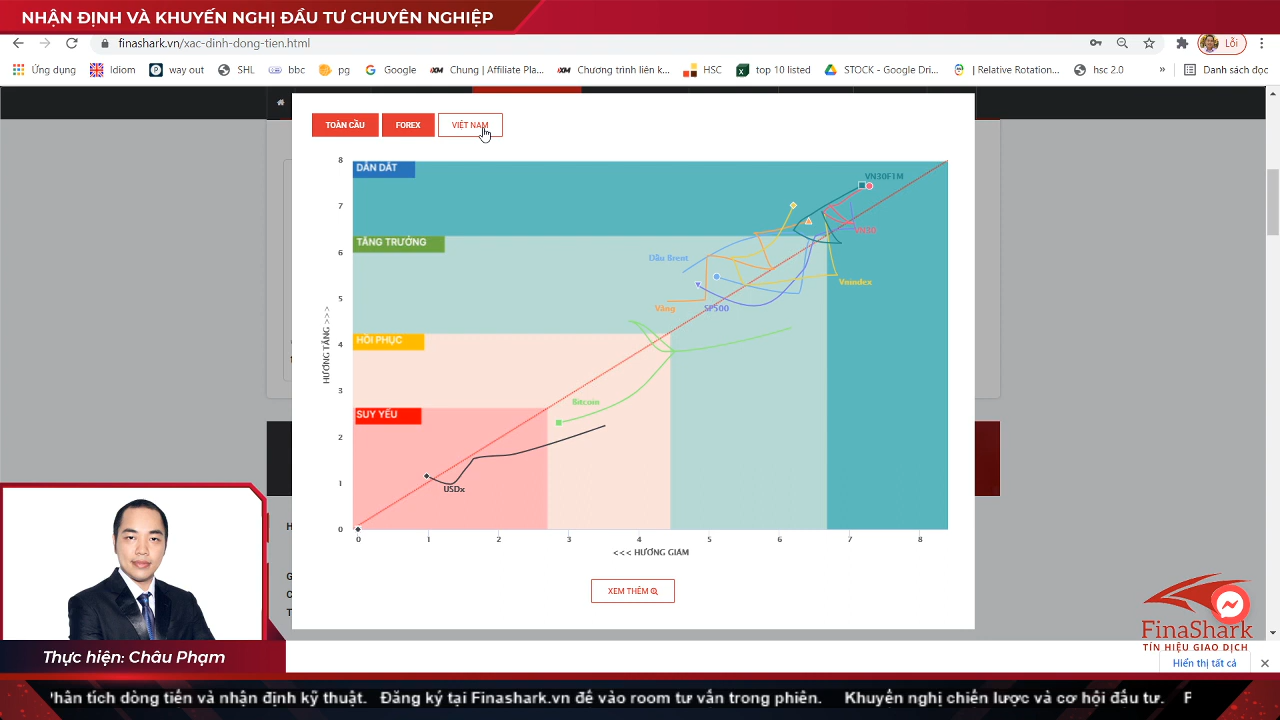 NHẬN ĐỊNH VÀ KHUYẾN NGHỊ ĐẦU TƯ CHUYÊN NGHIỆP
finashark.vn/xac-dinh-dong-tien.html
Lỗi
Ứng dụng
Idiom
way out
SHL
bbc
pg
Google
Chung | Affiliate Pla...
Chương trình liên k...
HSC
top 10 listed
STOCK - Google Dri...
| Relative Rotation...
hsc 2.0
»
Danh sách đọc
TOÀN CẦU
FOREX
VIỆT NAM
DẪN DẮT
TĂNG TRƯỞNG
HỒI PHỤC
SUY YẾU
HƯỚNG TĂNG >>>
8
7
6
5
4
3
2
1
0
VN30F1M
VN30
Dầu Brent
Vnindex
Vàng
SP500
Bitcoin
USDx
0 1 2 3 4 5 6 7 8
<<< HƯỚNG GIẢM
XEM THÊM
Thực hiện: Châu Phạm
FinaShark
TÍN HIỆU GIAO DỊCH
Hiển thị tất cả
Phân tích dòng tiền và nhận định kỹ thuật. Đăng ký tại Finashark.vn để vào room tư vấn trong phiên. Khuyến nghị chiến lược và cơ hội đầu tư.